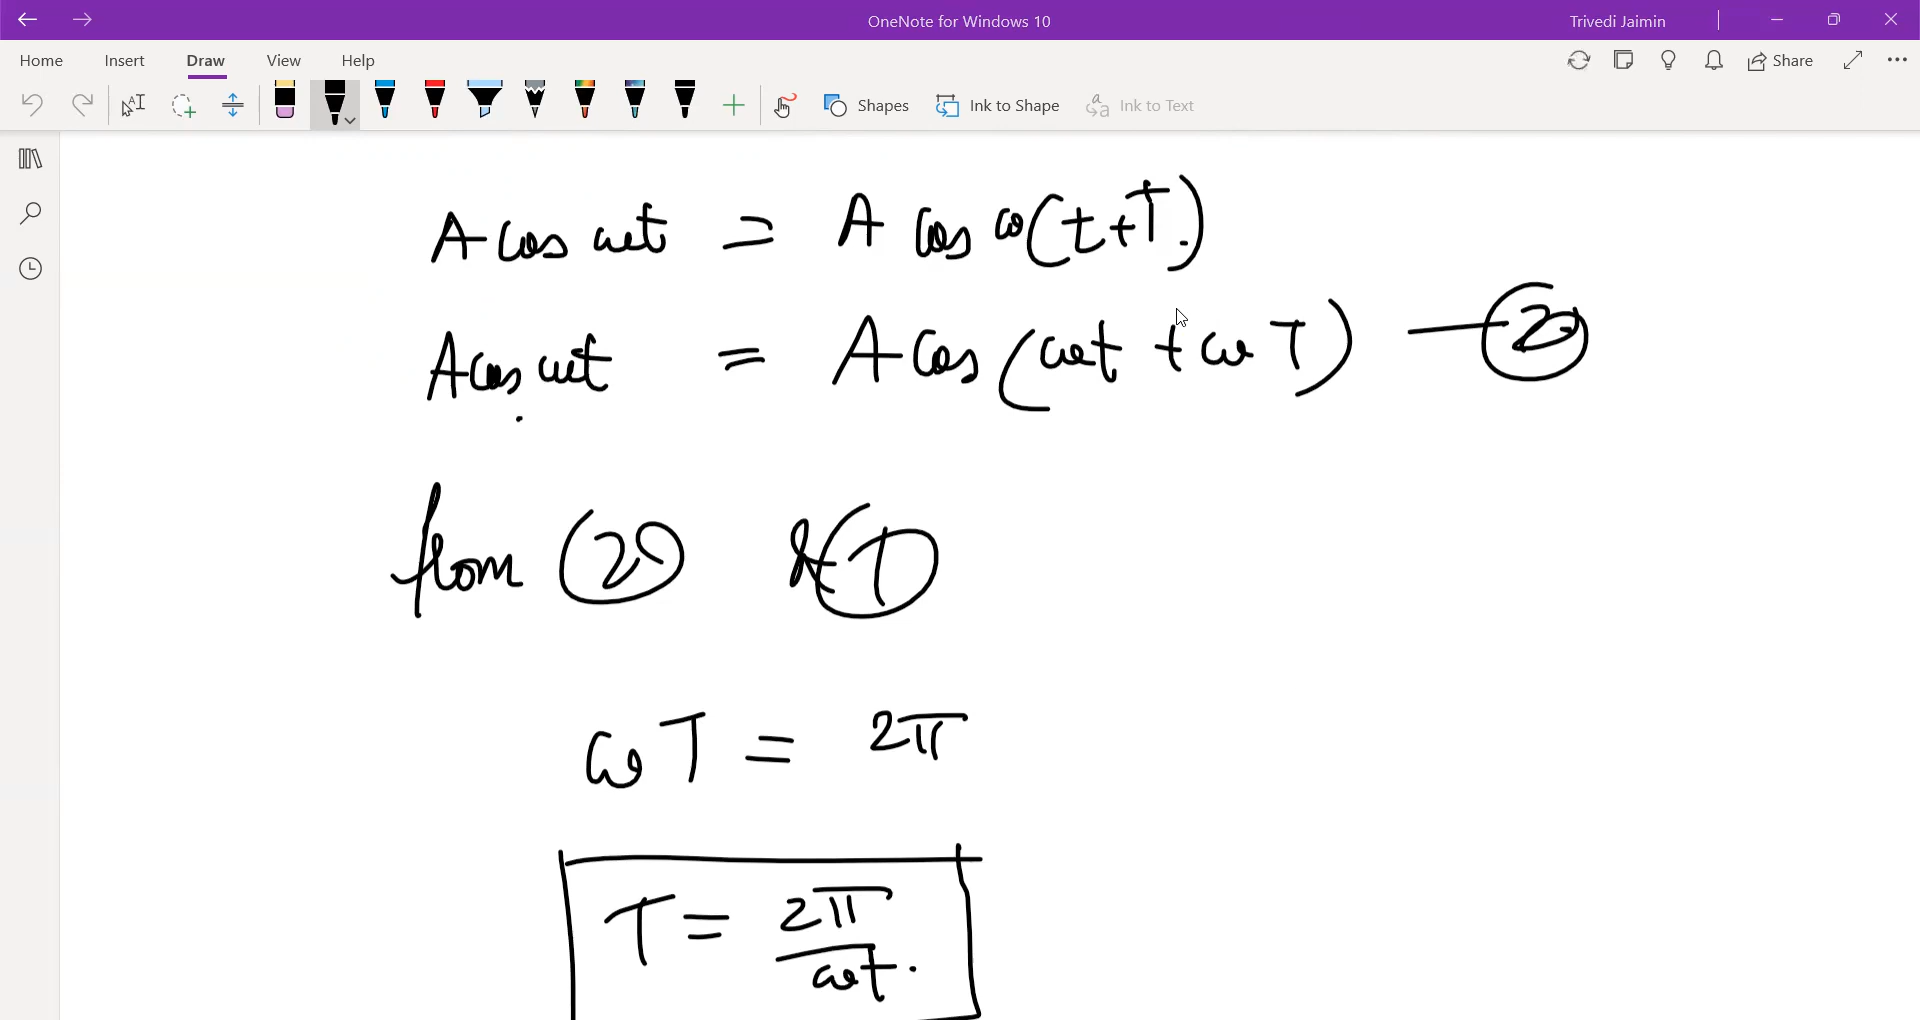 OneNote for Windows 10
Trivedi Jaimin
Home Insert Draw View Help
Share
Shapes Ink to Shape Ink to Text
A cos ωt = A cos ω(t+T)
A cos ωt = A cos (ωt + ωT) — 2
from 2 & 1
ωT = 2π
T = 2π
ωt.